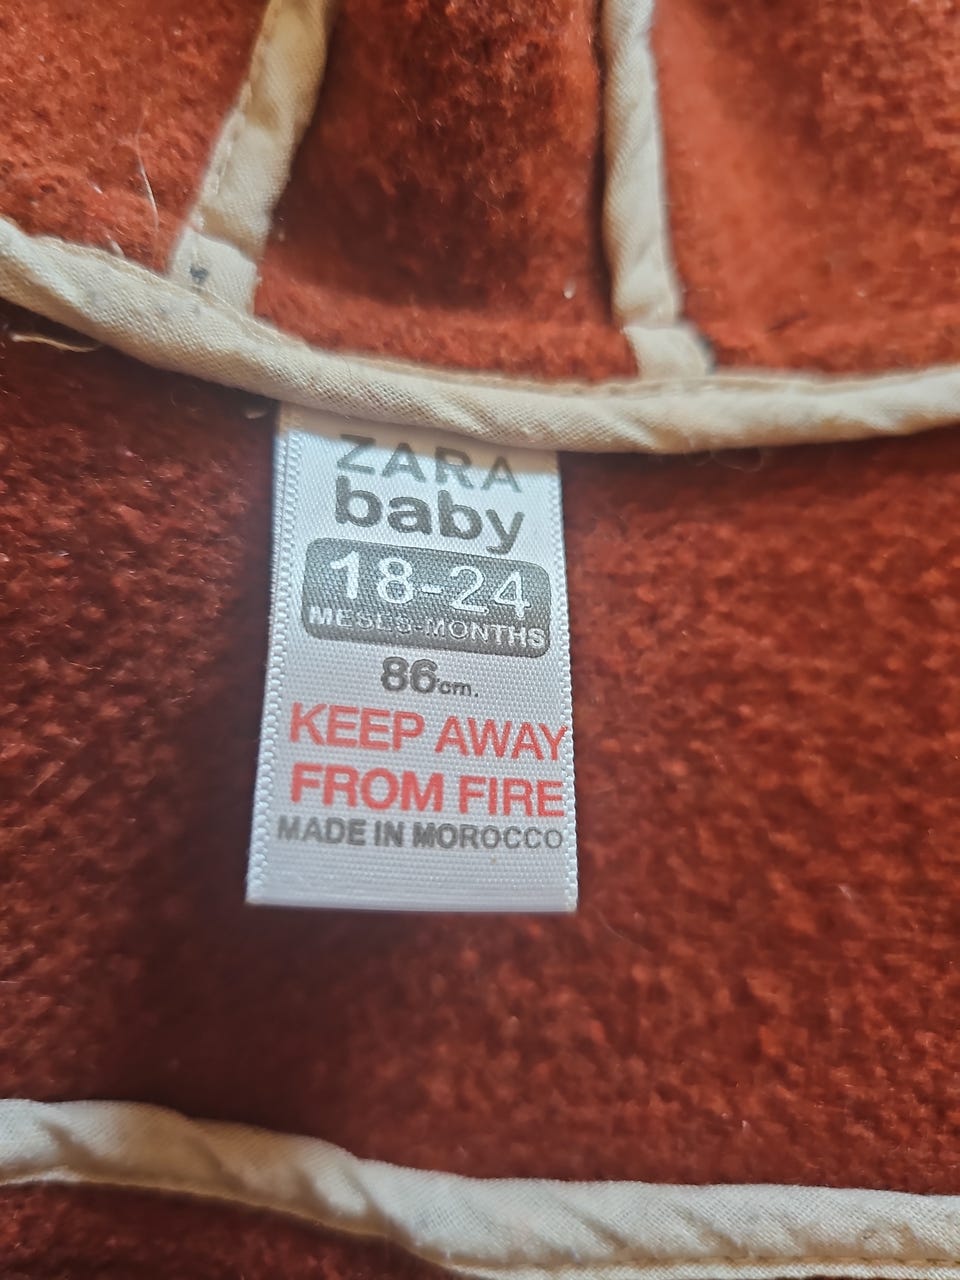 ZARA
baby
18-24
MESES-MONTHS
86cm.
KEEP AWAY
FROM FIRE
MADE IN MOROCCO